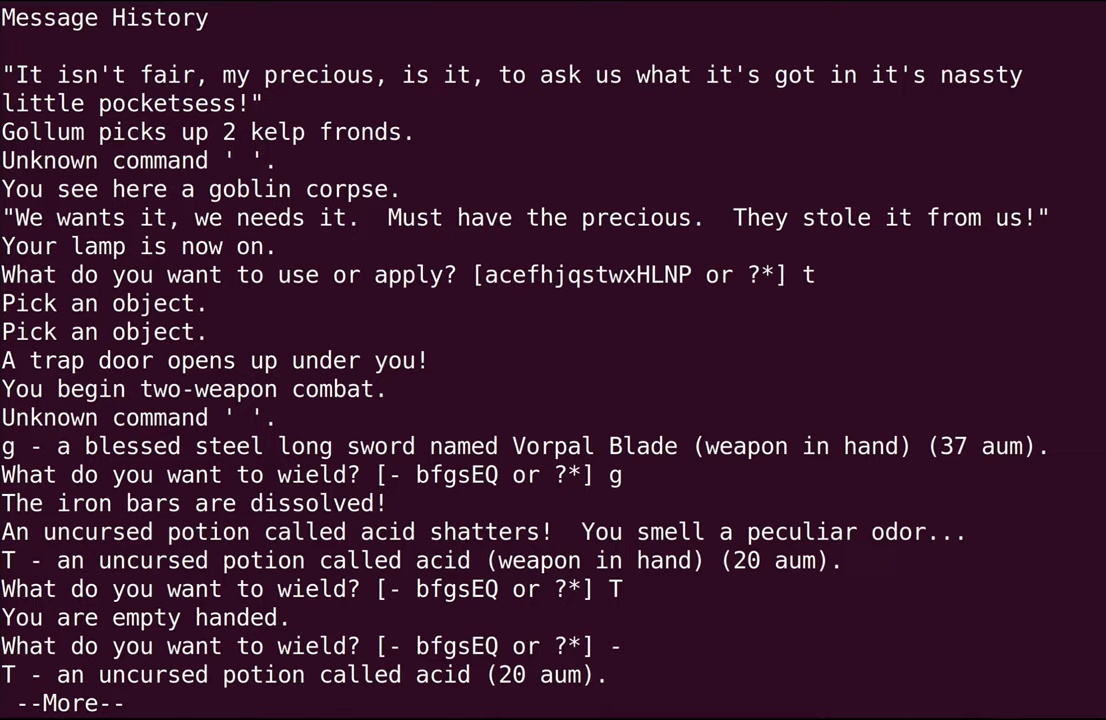 Message History
"It isn't fair, my precious, is it, to ask us what it's got in it's nassty
little pocketsess!"
Gollum picks up 2 kelp fronds.
Unknown command ' '.
You see here a goblin corpse.
"We wants it, we needs it.  Must have the precious.  They stole it from us!"
Your lamp is now on.
What do you want to use or apply? [acefhjqstwxHLNP or ?*] t
Pick an object.
Pick an object.
A trap door opens up under you!
You begin two-weapon combat.
Unknown command ' '.
g - a blessed steel long sword named Vorpal Blade (weapon in hand) (37 aum).
What do you want to wield? [- bfgsEQ or ?*] g
The iron bars are dissolved!
An uncursed potion called acid shatters!  You smell a peculiar odor...
T - an uncursed potion called acid (weapon in hand) (20 aum).
What do you want to wield? [- bfgsEQ or ?*] T
You are empty handed.
What do you want to wield? [- bfgsEQ or ?*] -
T - an uncursed potion called acid (20 aum).
--More--